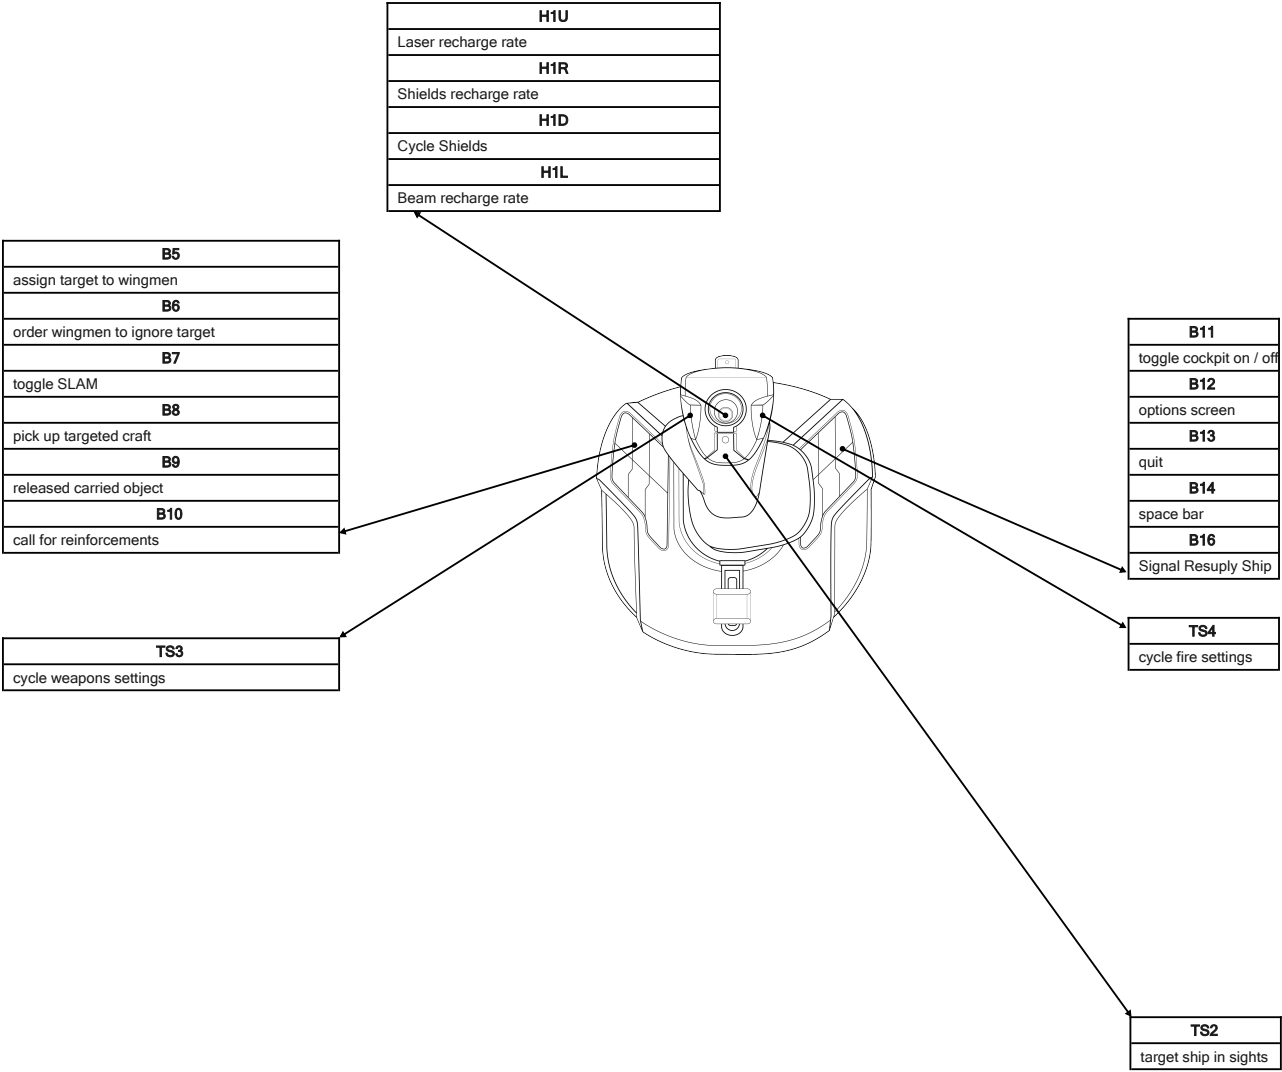 H1U
Laser recharge rate
H1R
Shields recharge rate
H1D
Cycle Shields
H1L
Beam recharge rate
B5
assign target to wingmen
B6
order wingmen to ignore target
B7
toggle SLAM
B8
pick up targeted craft
B9
released carried object
B10
call for reinforcements
B11
toggle cockpit on / off
B12
options screen
B13
quit
B14
space bar
B16
Signal Resuply Ship
TS3
cycle weapons settings
TS4
cycle fire settings
TS2
target ship in sights